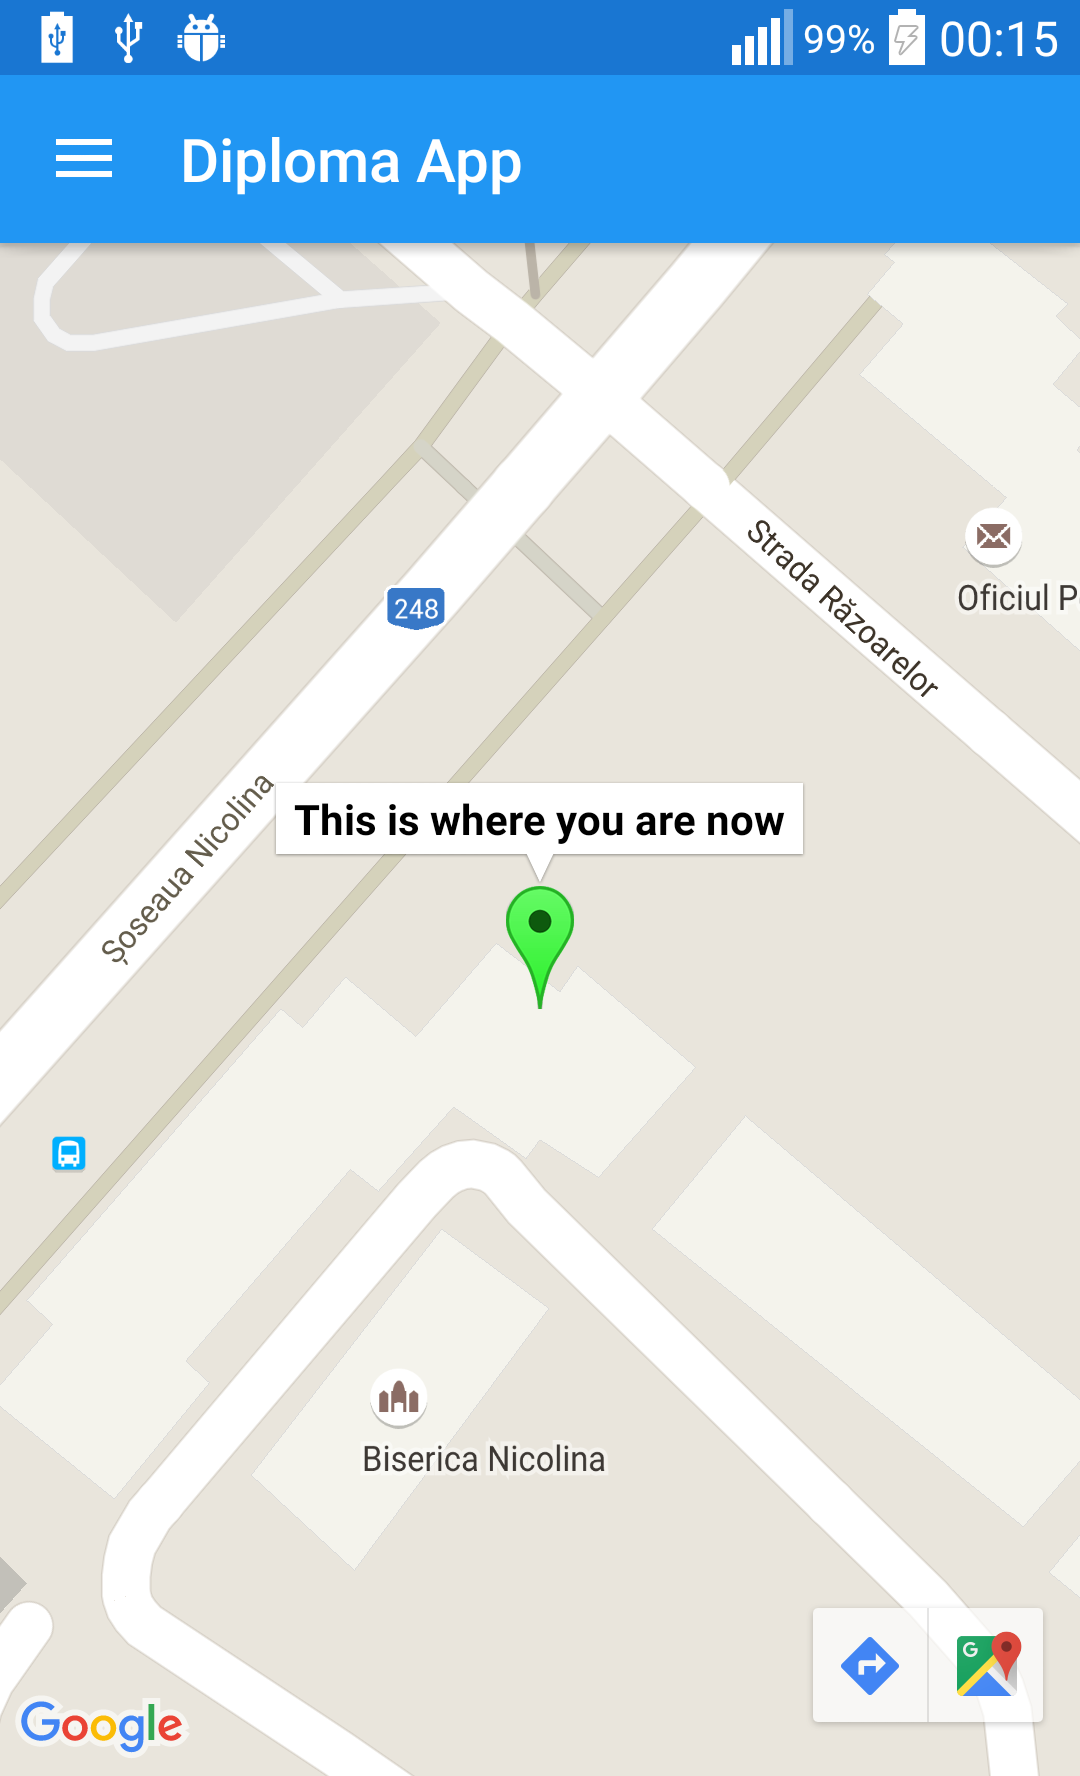 99% 00:15
Diploma App
Strada Răzoarelor
Oficiul P
248
Șoseaua Nicolina
This is where you are now
Biserica Nicolina
G
Google